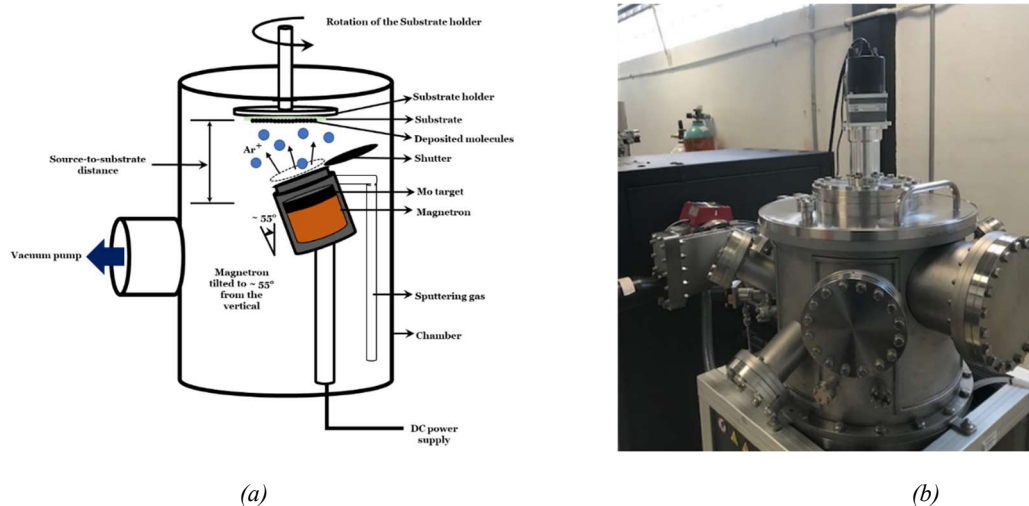 Rotation of the Substrate holder
Substrate holder
Substrate
Deposited molecules
Ar+
Shutter
Source-to-substrate
distance
Mo target
Magnetron
~ 55°
Vacuum pump
Magnetron
tilted to ~ 55°
from the
vertical
Sputtering gas
Chamber
DC power
supply
(a)
(b)